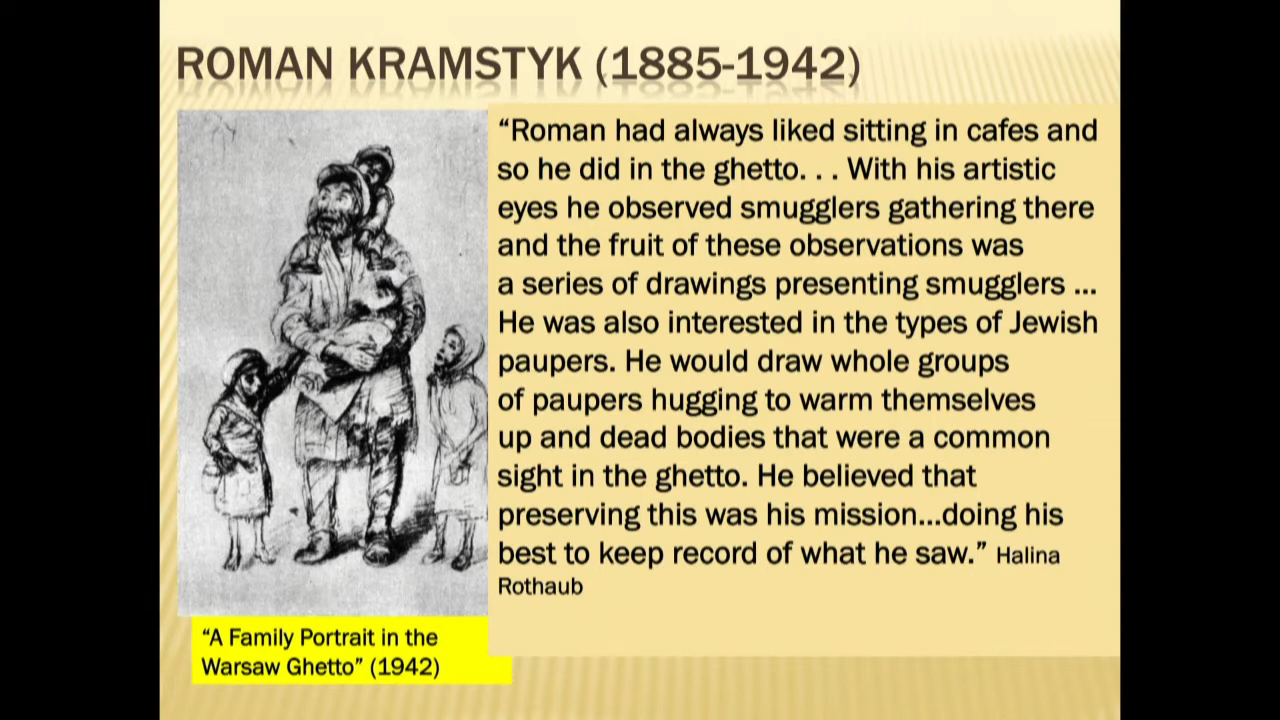 ROMAN KRAMSTYK (1885-1942)
“Roman had always liked sitting in cafes and
so he did in the ghetto. . . With his artistic
eyes he observed smugglers gathering there
and the fruit of these observations was
a series of drawings presenting smugglers ...
He was also interested in the types of Jewish
paupers. He would draw whole groups
of paupers hugging to warm themselves
up and dead bodies that were a common
sight in the ghetto. He believed that
preserving this was his mission...doing his
best to keep record of what he saw.” Halina
Rothaub
“A Family Portrait in the
Warsaw Ghetto” (1942)